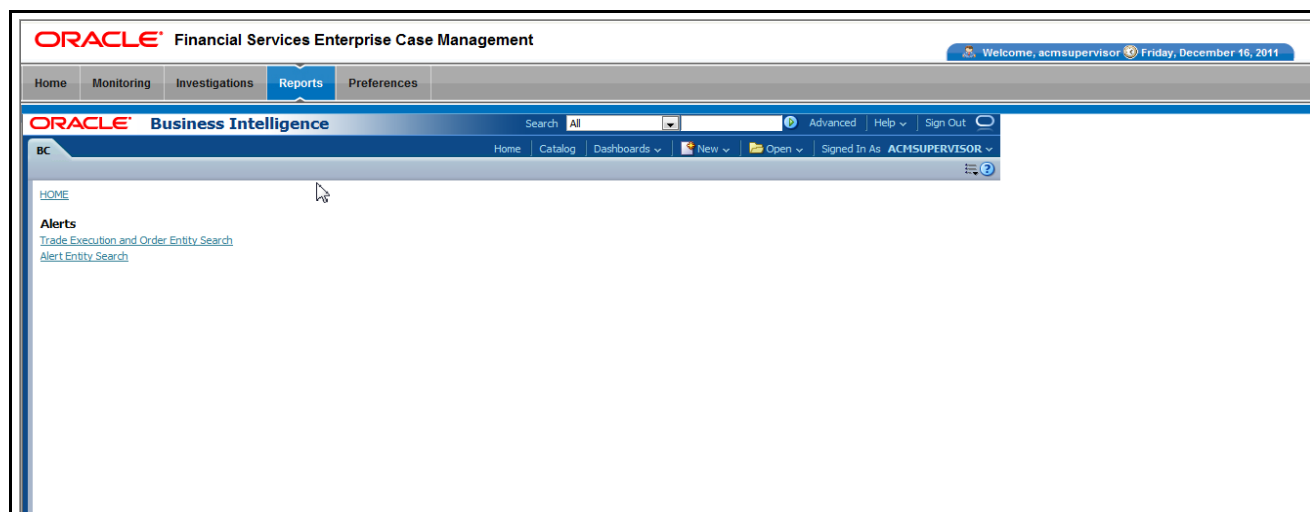 ORACLE Financial Services Enterprise Case Management
Welcome, acmsupervisor Friday, December 16, 2011
Home Monitoring Investigations Reports Preferences
ORACLE Business Intelligence Search All Advanced Help Sign Out
BC Home Catalog Dashboards New Open Signed In As ACMSUPERVISOR
HOME
Alerts
Trade Execution and Order Entity Search
Alert Entity Search